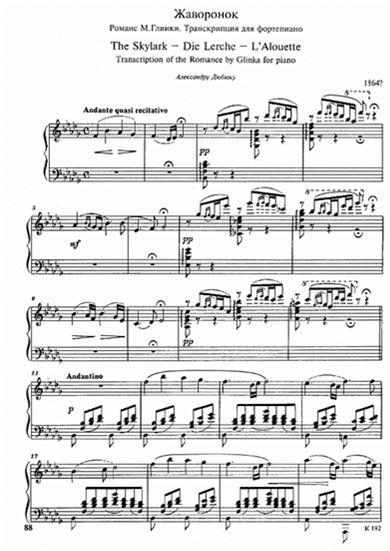 Жаворонок
Романс М.Глинки. Транскрипция для фортепиано
The Skylark – Die Lerche – L'Alouette
Transcription of the Romance by Glinka for piano
Александру Дюбюку
1864?
Andante quasi recitativo
8
pp
pp
5
8
mf
pp
9
8
8
pp
13
Andantino
p
17
88
K 192